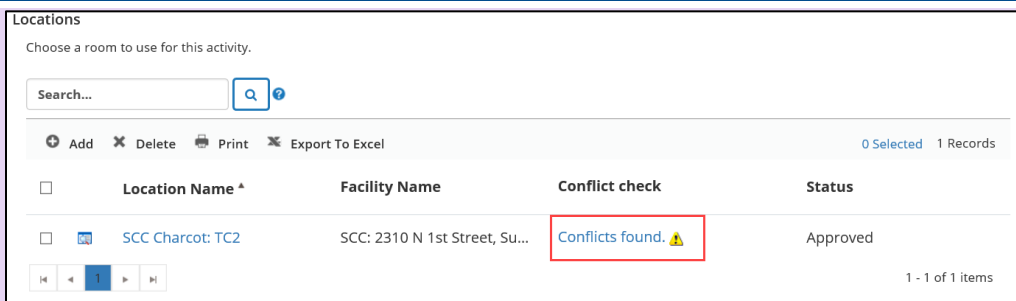 Locations
Choose a room to use for this activity.
Search...
Add Delete Print Export To Excel 0 Selected 1 Records
Location Name Facility Name Conflict check Status
SCC Charcot: TC2 SCC: 2310 N 1st Street, Su... Conflicts found. Approved
1 1 - 1 of 1 items